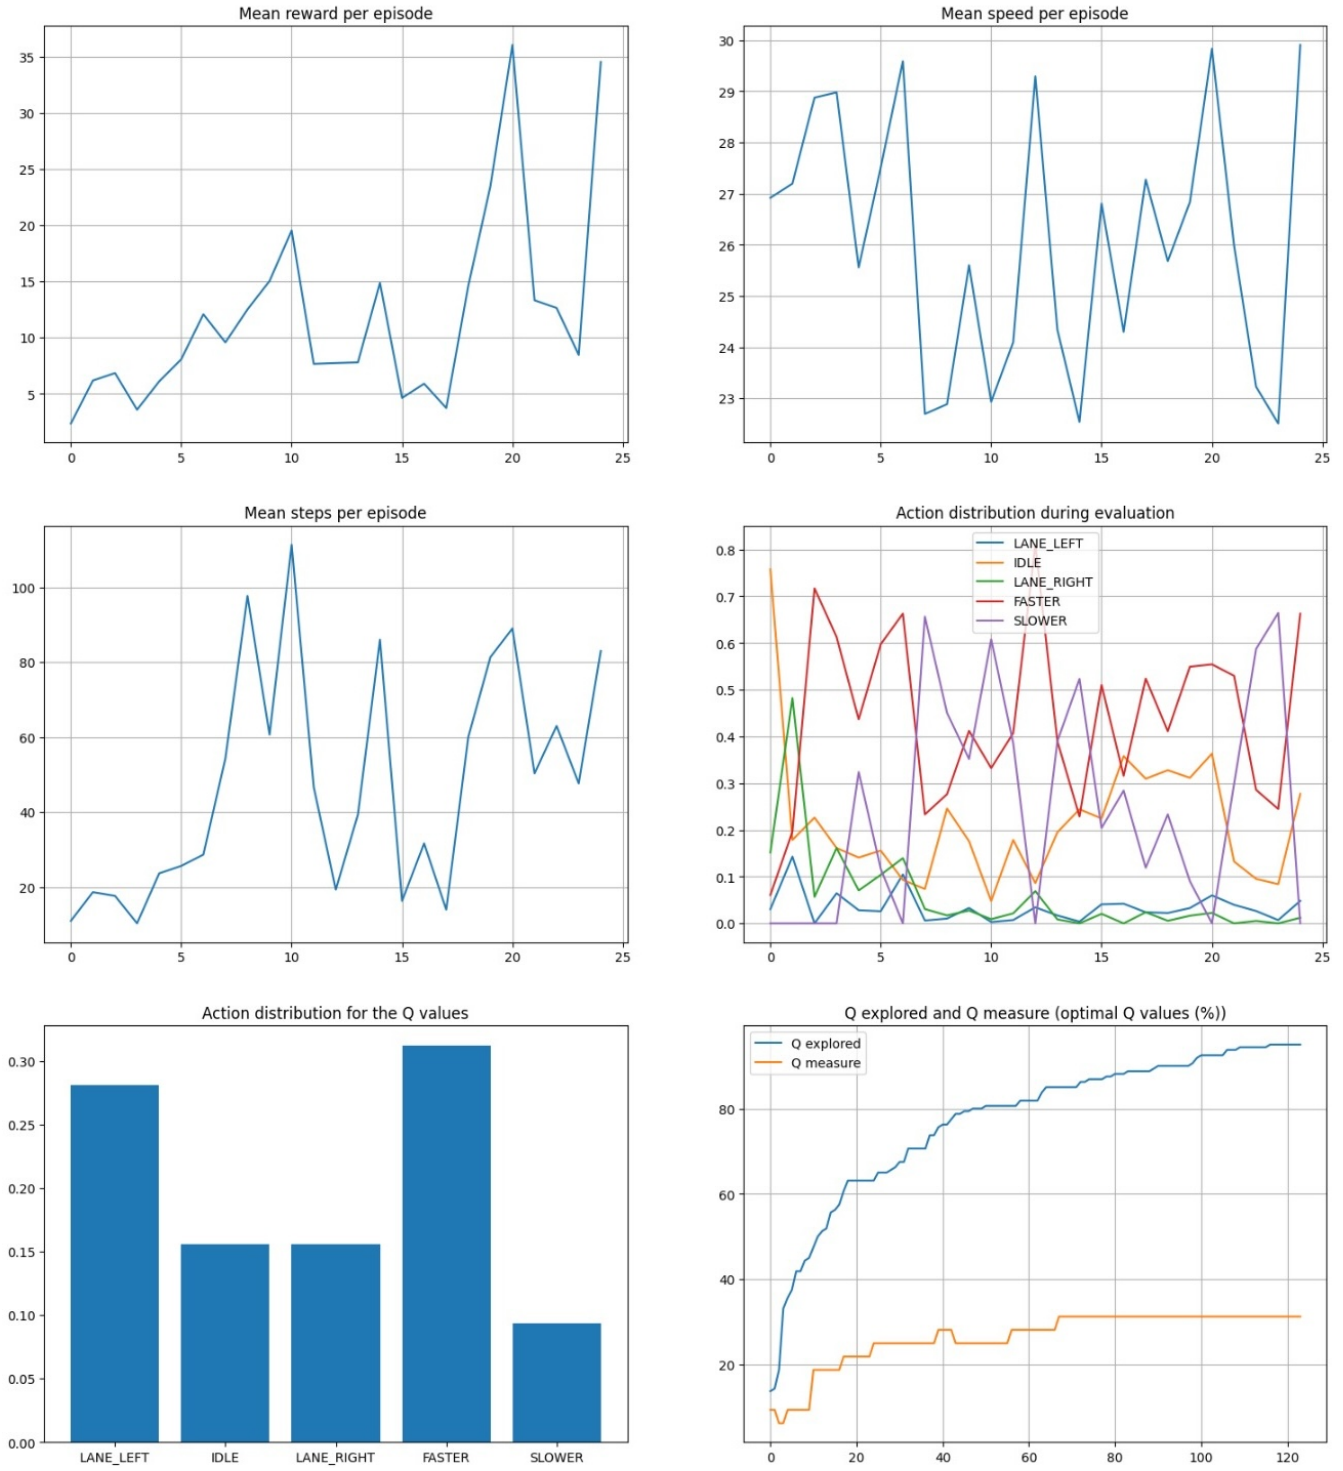 Mean reward per episode
35
30
25
20
15
10
5
0 5 10 15 20 25
Mean speed per episode
30
29
28
27
26
25
24
23
0 5 10 15 20 25
Mean steps per episode
100
80
60
40
20
0 5 10 15 20 25
Action distribution during evaluation
LANE_LEFT
IDLE
LANE_RIGHT
FASTER
SLOWER
0.8
0.7
0.6
0.5
0.4
0.3
0.2
0.1
0.0
0 5 10 15 20 25
Action distribution for the Q values
0.30
0.25
0.20
0.15
0.10
0.05
0.00
LANE_LEFT IDLE LANE_RIGHT FASTER SLOWER
Q explored and Q measure (optimal Q values (%))
Q explored
Q measure
80
60
40
20
0 20 40 60 80 100 120